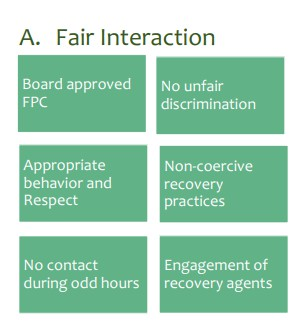 A. Fair Interaction
Board approved
FPC
No unfair
discrimination
Appropriate
behavior and
Respect
Non-coercive
recovery
practices
No contact
during odd hours
Engagement of
recovery agents